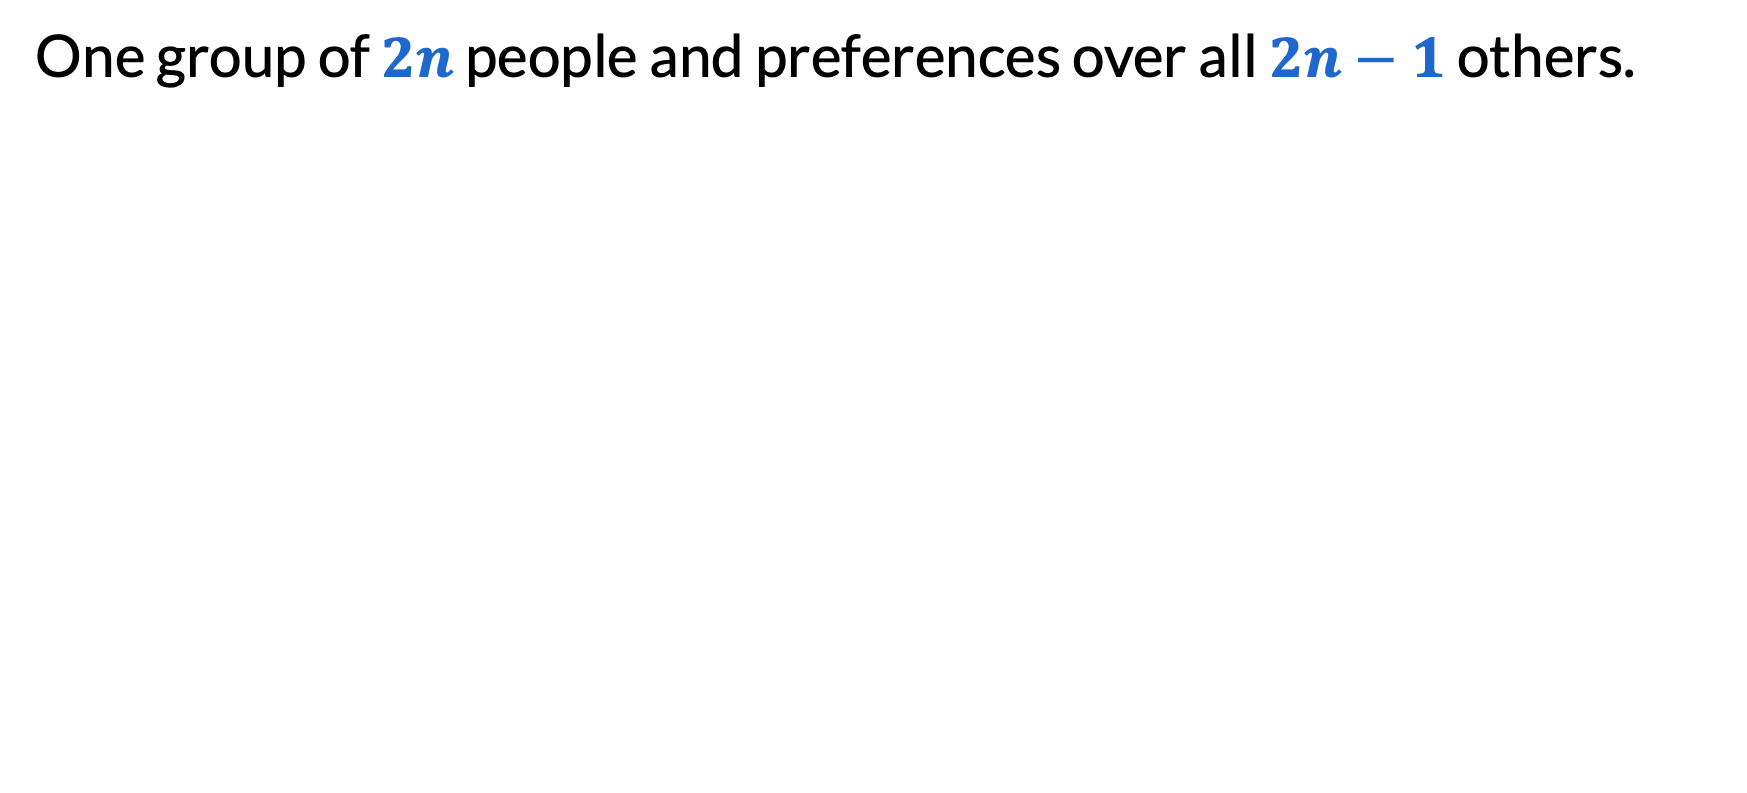 One group of 2n people and preferences over all 2n − 1 others.